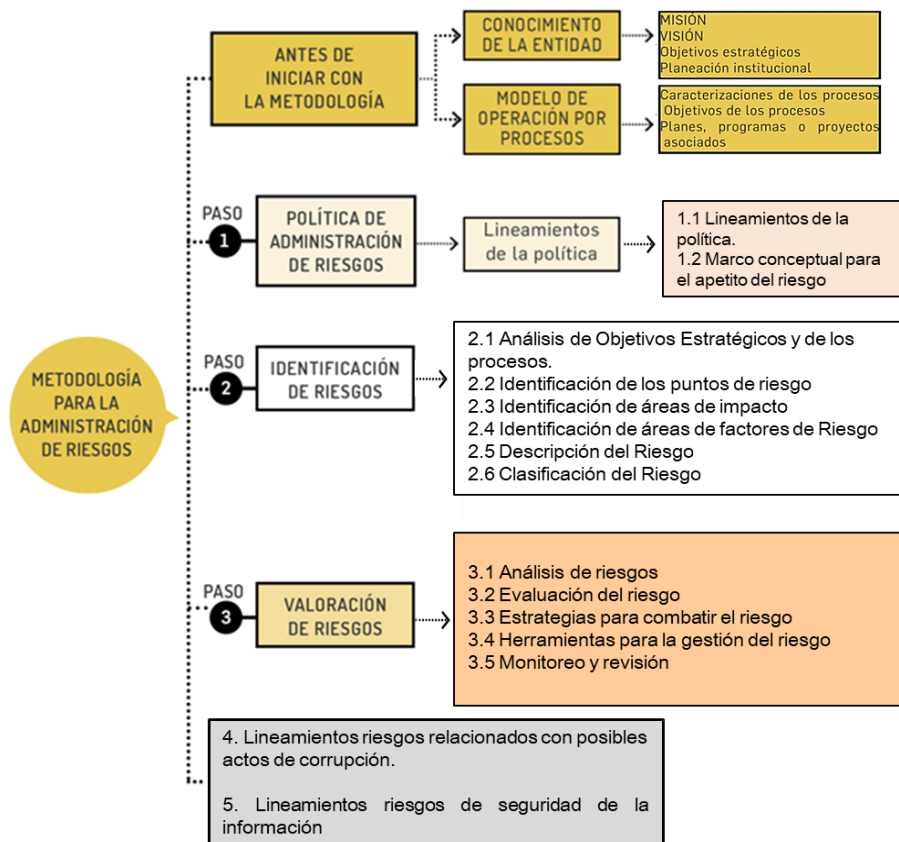 ANTES DE
INICIAR CON
LA METODOLOGÍA
CONOCIMIENTO
DE LA ENTIDAD
MISIÓN
VISIÓN
Objetivos estratégicos
Planeación institucional
MODELO DE
OPERACIÓN POR
PROCESOS
Caracterizaciones de los procesos
Objetivos de los procesos
Planes, programas o proyectos
asociados
PASO
1
POLÍTICA DE
ADMINISTRACIÓN
DE RIESGOS
Lineamientos
de la política
1.1 Lineamientos de la
política.
1.2 Marco conceptual para
el apetito del riesgo
METODOLOGÍA
PARA LA
ADMINISTRACIÓN
DE RIESGOS
PASO
2
IDENTIFICACIÓN
DE RIESGOS
2.1 Análisis de Objetivos Estratégicos y de los
procesos.
2.2 Identificación de los puntos de riesgo
2.3 Identificación de áreas de impacto
2.4 Identificación de áreas de factores de Riesgo
2.5 Descripción del Riesgo
2.6 Clasificación del Riesgo
PASO
3
VALORACIÓN
DE RIESGOS
3.1 Análisis de riesgos
3.2 Evaluación del riesgo
3.3 Estrategias para combatir el riesgo
3.4 Herramientas para la gestión del riesgo
3.5 Monitoreo y revisión
4. Lineamientos riesgos relacionados con posibles
actos de corrupción.
5. Lineamientos riesgos de seguridad de la
información